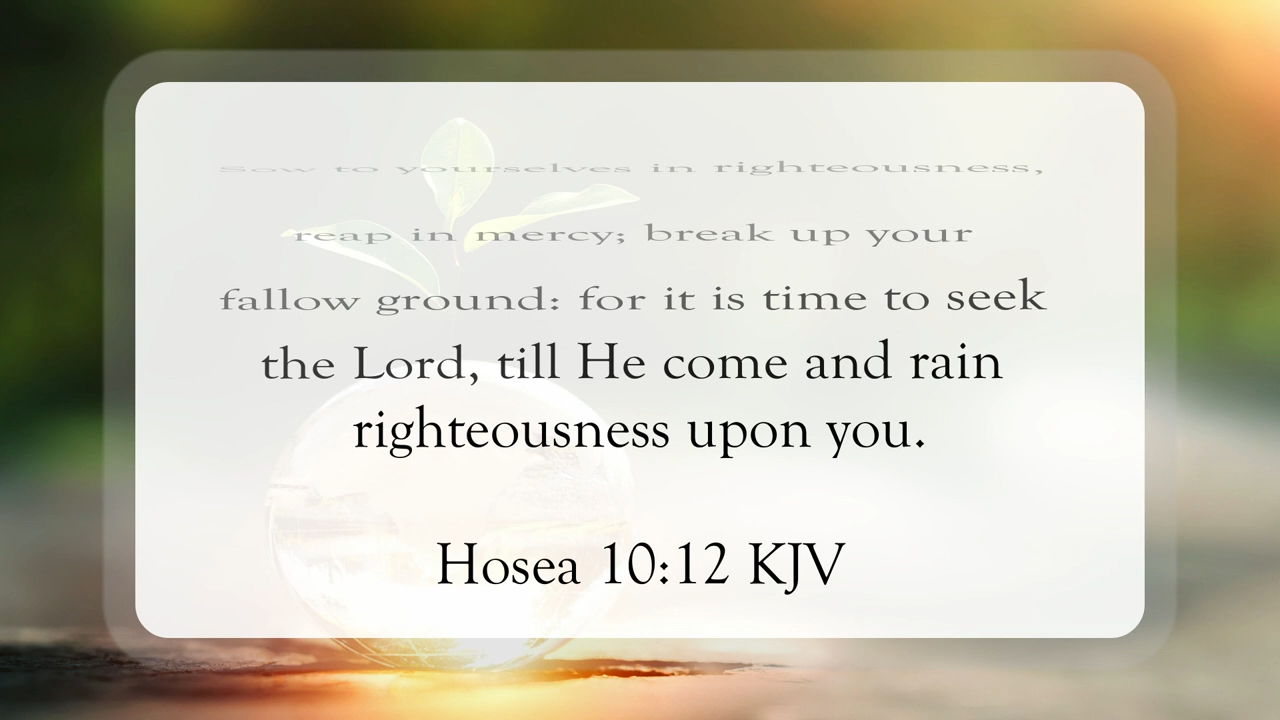 Sow to yourselves in righteousness,
reap in mercy; break up your
fallow ground: for it is time to seek
the Lord, till He come and rain
righteousness upon you.
Hosea 10:12 KJV